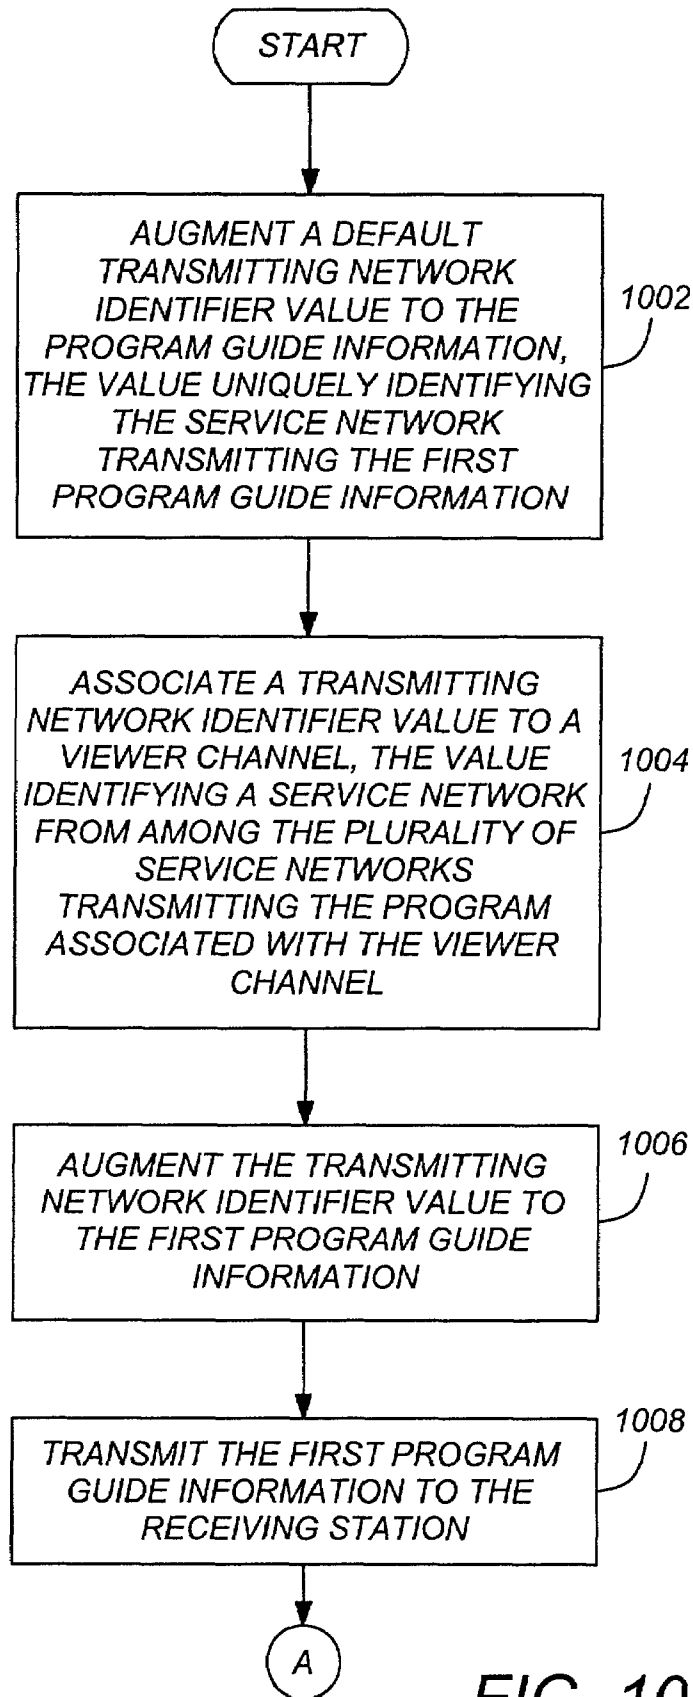 START
AUGMENT A DEFAULT
TRANSMITTING NETWORK
IDENTIFIER VALUE TO THE
PROGRAM GUIDE INFORMATION,
THE VALUE UNIQUELY IDENTIFYING
THE SERVICE NETWORK
TRANSMITTING THE FIRST
PROGRAM GUIDE INFORMATION
1002
ASSOCIATE A TRANSMITTING
NETWORK IDENTIFIER VALUE TO A
VIEWER CHANNEL, THE VALUE
IDENTIFYING A SERVICE NETWORK
FROM AMONG THE PLURALITY OF
SERVICE NETWORKS
TRANSMITTING THE PROGRAM
ASSOCIATED WITH THE VIEWER
CHANNEL
1004
AUGMENT THE TRANSMITTING
NETWORK IDENTIFIER VALUE TO
THE FIRST PROGRAM GUIDE
INFORMATION
1006
TRANSMIT THE FIRST PROGRAM
GUIDE INFORMATION TO THE
RECEIVING STATION
1008
A
FIG. 10